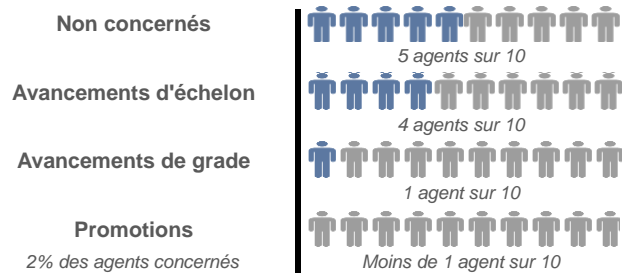 Non concernés
5 agents sur 10
Avancements d'échelon
4 agents sur 10
Avancements de grade
1 agent sur 10
Promotions
2% des agents concernés
Moins de 1 agent sur 10